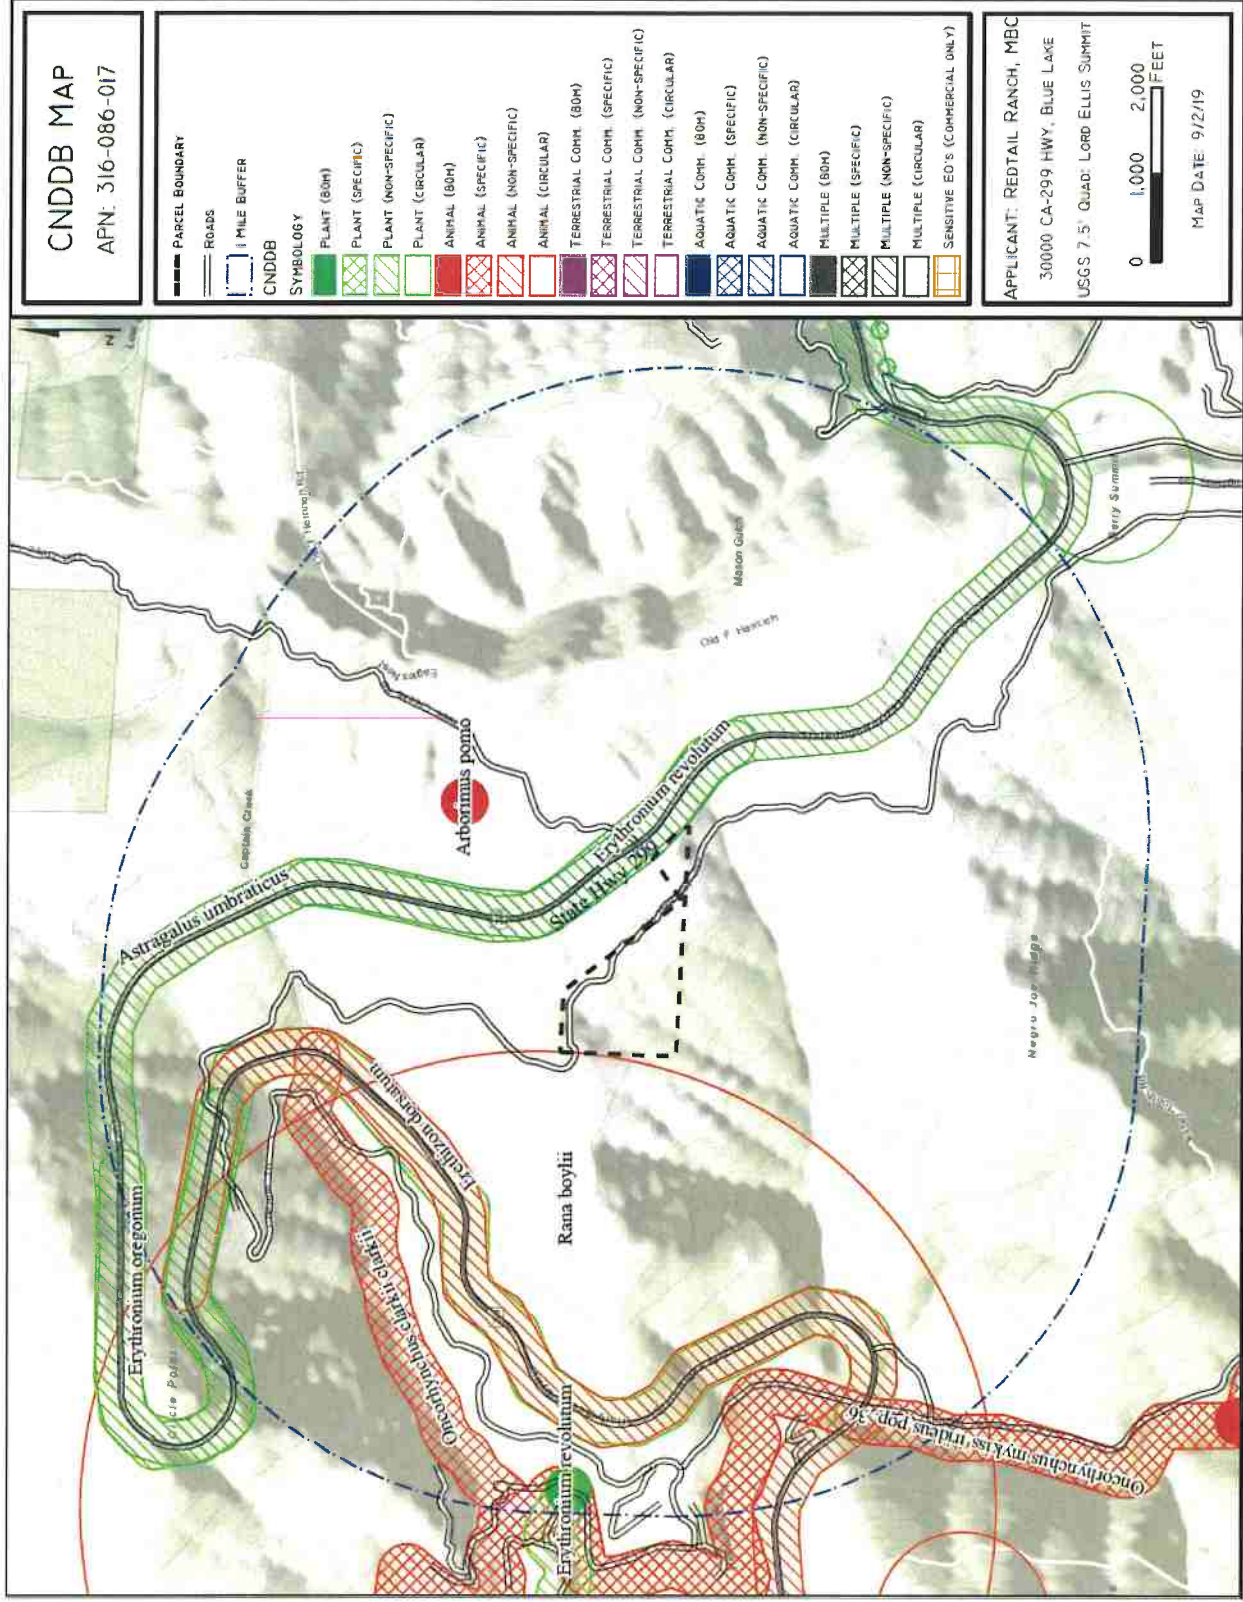 CNDDB MAP
APN: 316-086-017
PARCEL BOUNDARY
ROADS
1 MILE BUFFER
CNDDB
SYMBOLOGY
PLANT (80M)
PLANT (SPECIFIC)
PLANT (NON-SPECIFIC)
PLANT (CIRCULAR)
ANIMAL (80M)
ANIMAL (SPECIFIC)
ANIMAL (NON-SPECIFIC)
ANIMAL (CIRCULAR)
TERRESTRIAL COMM. (80M)
TERRESTRIAL COMM. (SPECIFIC)
TERRESTRIAL COMM. (NON-SPECIFIC)
TERRESTRIAL COMM. (CIRCULAR)
AQUATIC COMM. (80M)
AQUATIC COMM. (SPECIFIC)
AQUATIC COMM. (NON-SPECIFIC)
AQUATIC COMM. (CIRCULAR)
MULTIPLE (80M)
MULTIPLE (SPECIFIC)
MULTIPLE (NON-SPECIFIC)
MULTIPLE (CIRCULAR)
SENSITIVE EO'S (COMMERCIAL ONLY)
APPLICANT: REDTAIL RANCH, MBC
30000 CA-299 HWY, BLUE LAKE
USGS 7.5' QUAD: LORD ELLIS SUMMIT
0 1,000 2,000
FEET
MAP DATE: 9/2/19
N
Erythronium oregonum
Astragalus umbraticus
Captain Creek
Eagles Nest
Arborimus pomo
Mason Gulch
Erethizon dorsatum
Oncorhynchus clarkii clarkii
State Hwy 299
Erythronium revolutum
Rana boylii
Erythronium revolutum
Oncorhynchus mykiss irideus pop. 36
Negro Joe Ridge